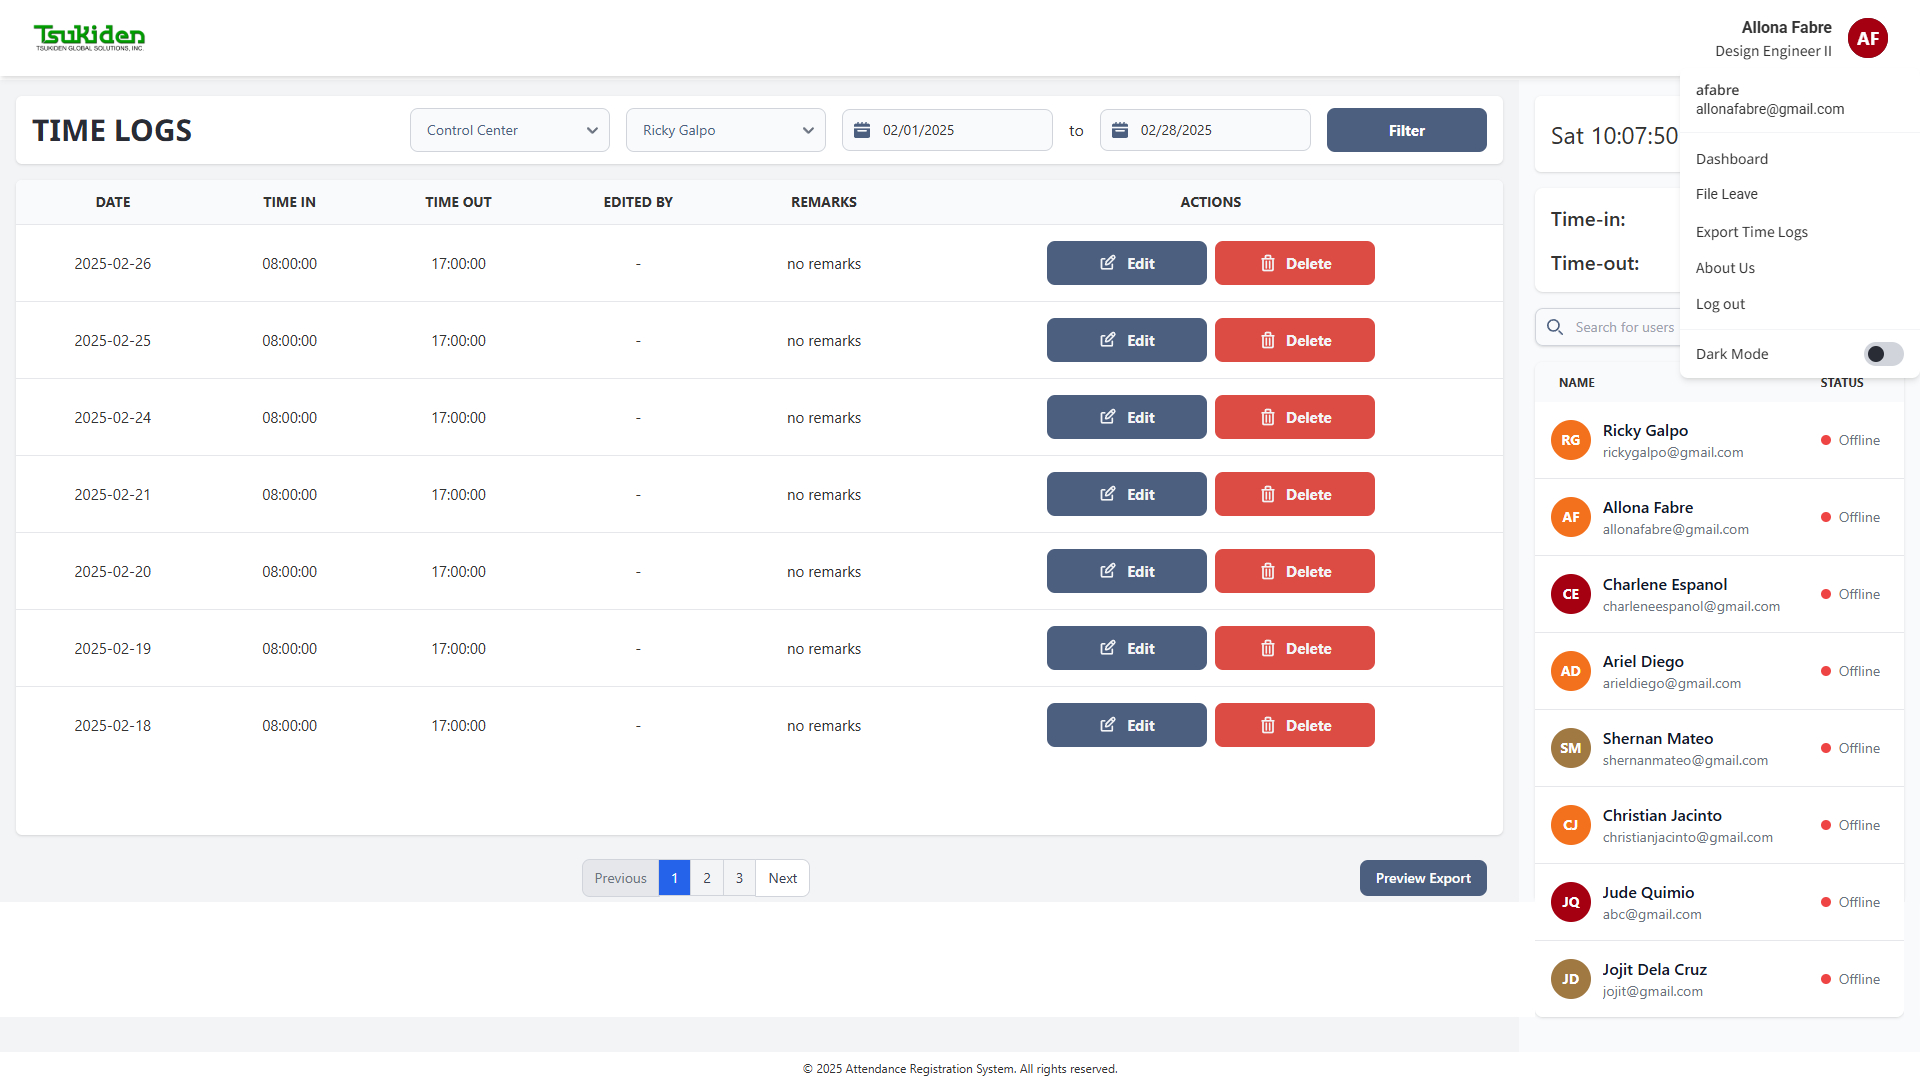 Tsukiden
TSUKIDEN GLOBAL SOLUTIONS, INC.
Allona Fabre
Design Engineer II
AF
afabre
allonafabre@gmail.com
Dashboard
File Leave
Export Time Logs
About Us
Log out
Dark Mode
TIME LOGS
Control Center
Ricky Galpo
02/01/2025
to
02/28/2025
Filter
DATE TIME IN TIME OUT EDITED BY REMARKS ACTIONS
2025-02-26 08:00:00 17:00:00 - no remarks Edit Delete
2025-02-25 08:00:00 17:00:00 - no remarks Edit Delete
2025-02-24 08:00:00 17:00:00 - no remarks Edit Delete
2025-02-21 08:00:00 17:00:00 - no remarks Edit Delete
2025-02-20 08:00:00 17:00:00 - no remarks Edit Delete
2025-02-19 08:00:00 17:00:00 - no remarks Edit Delete
2025-02-18 08:00:00 17:00:00 - no remarks Edit Delete
Previous 1 2 3 Next
Preview Export
Sat 10:07:50
Time-in:
Time-out:
Search for users
NAME STATUS
RG
Ricky Galpo
rickygalpo@gmail.com
Offline
AF
Allona Fabre
allonafabre@gmail.com
Offline
CE
Charlene Espanol
charleneespanol@gmail.com
Offline
AD
Ariel Diego
arieldiego@gmail.com
Offline
SM
Shernan Mateo
shernanmateo@gmail.com
Offline
CJ
Christian Jacinto
christianjacinto@gmail.com
Offline
JQ
Jude Quimio
abc@gmail.com
Offline
JD
Jojit Dela Cruz
jojit@gmail.com
Offline
© 2025 Attendance Registration System. All rights reserved.